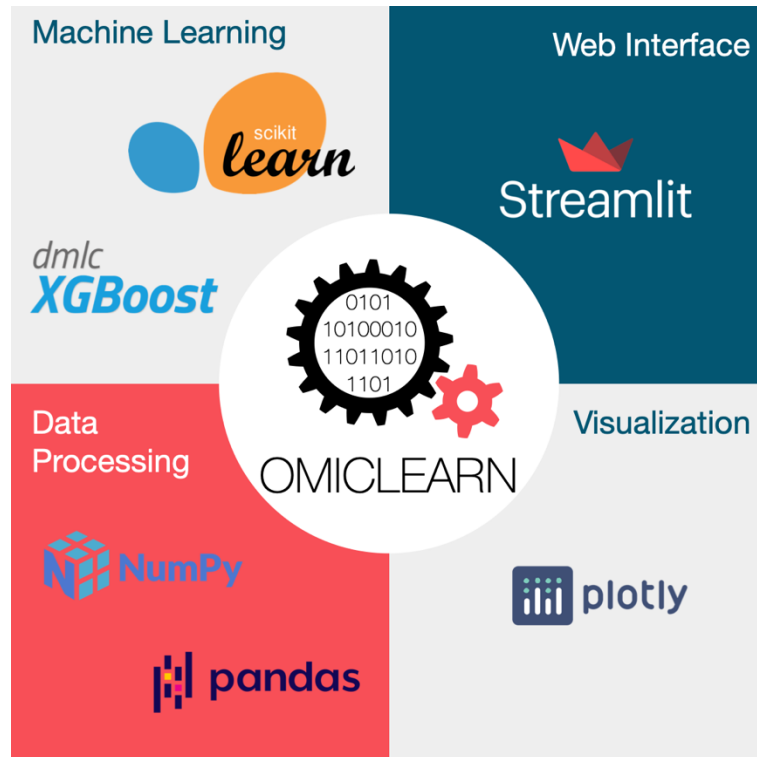 Machine Learning
scikit
learn
dmlc
XGBoost
Web Interface
Streamlit
0101
10100010
11011010
1101
OMICLEARN
Data
Processing
NumPy
pandas
Visualization
plotly